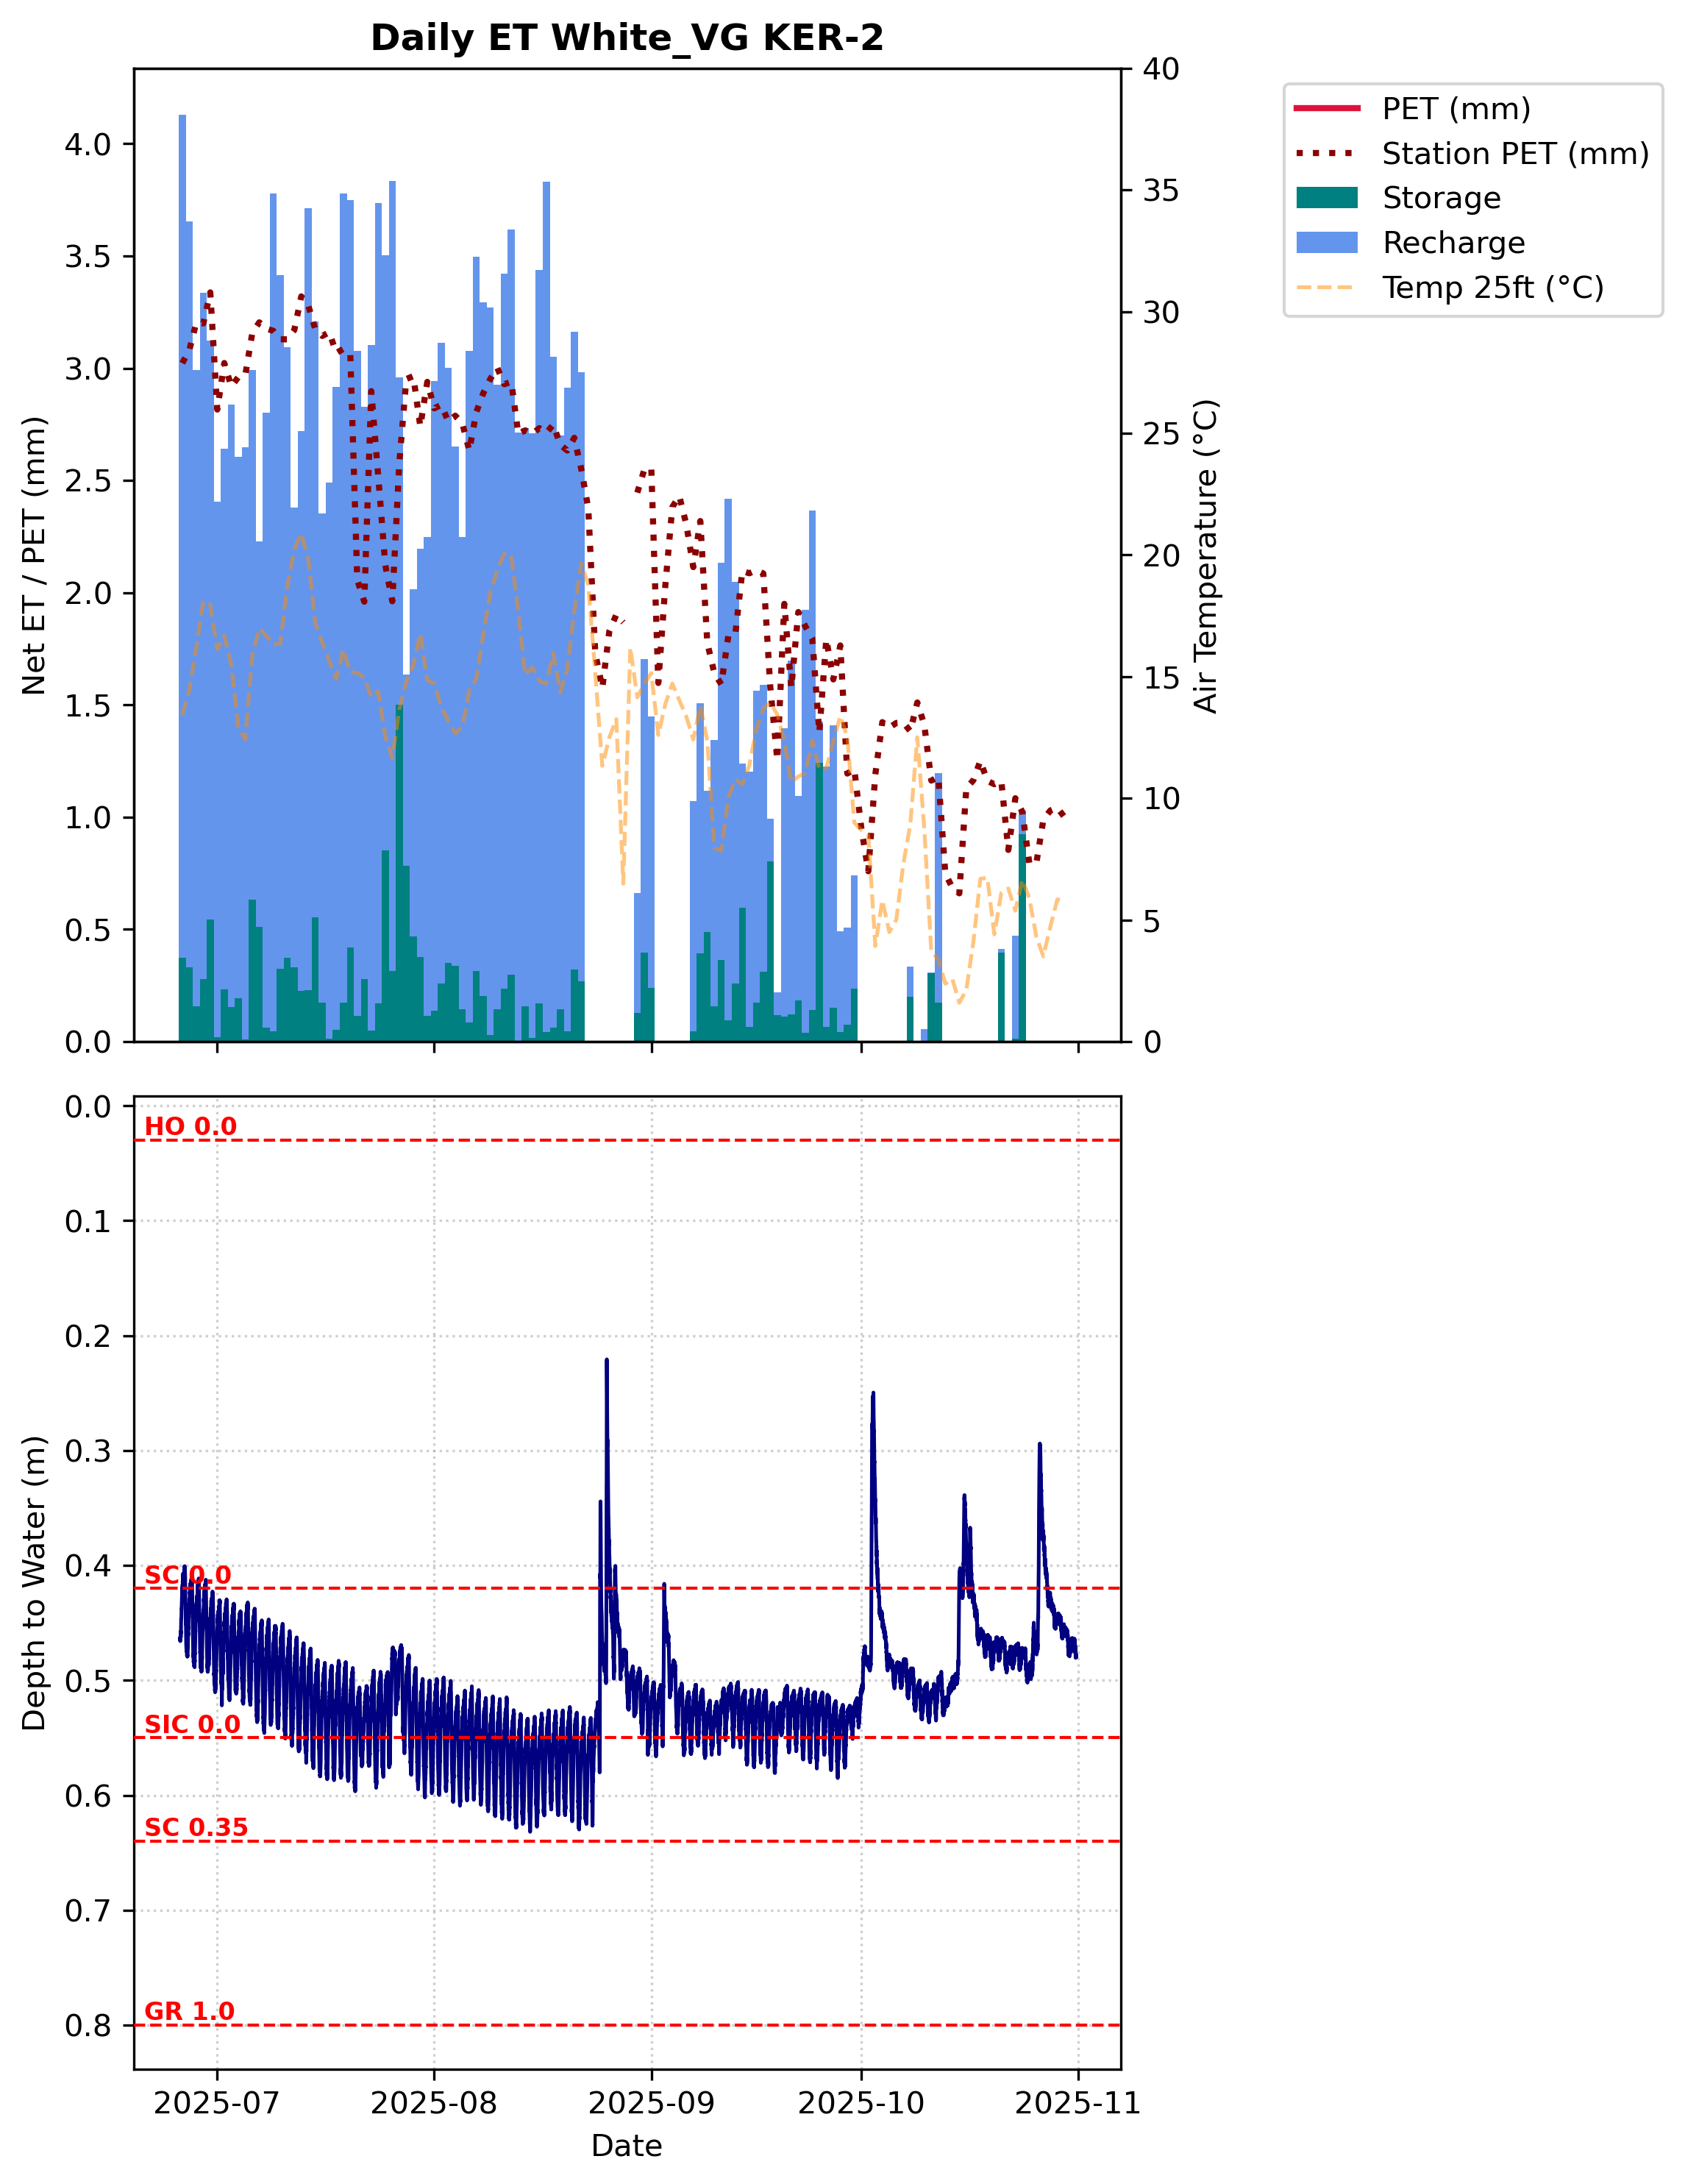 Daily ET White_VG KER-2
Net ET / PET (mm)
4.0
3.5
3.0
2.5
2.0
1.5
1.0
0.5
0.0
40
35
30
25
20
15
10
5
0
Air Temperature (°C)
PET (mm)
Station PET (mm)
Storage
Recharge
Temp 25ft (°C)
Depth to Water (m)
0.0
0.1
0.2
0.3
0.4
0.5
0.6
0.7
0.8
HO 0.0
SC 0.0
SIC 0.0
SC 0.35
GR 1.0
2025-07
2025-08
2025-09
2025-10
2025-11
Date